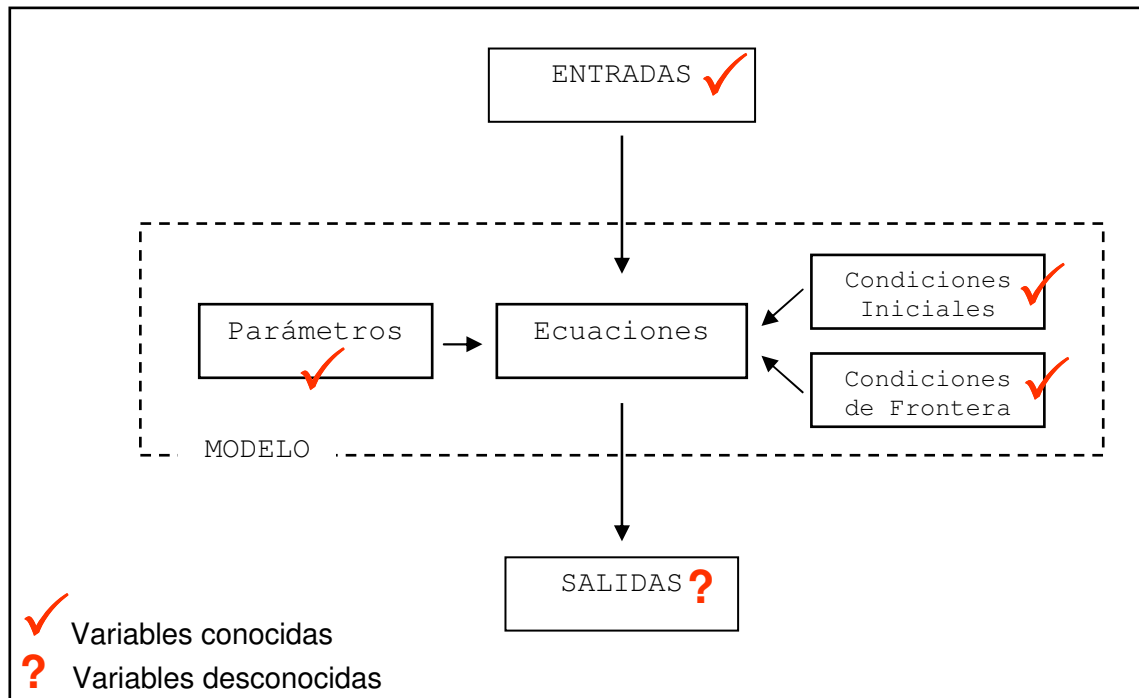 ENTRADAS
Condiciones
Iniciales
Parámetros
Ecuaciones
Condiciones
de Frontera
MODELO
SALIDAS ?
Variables conocidas
? Variables desconocidas